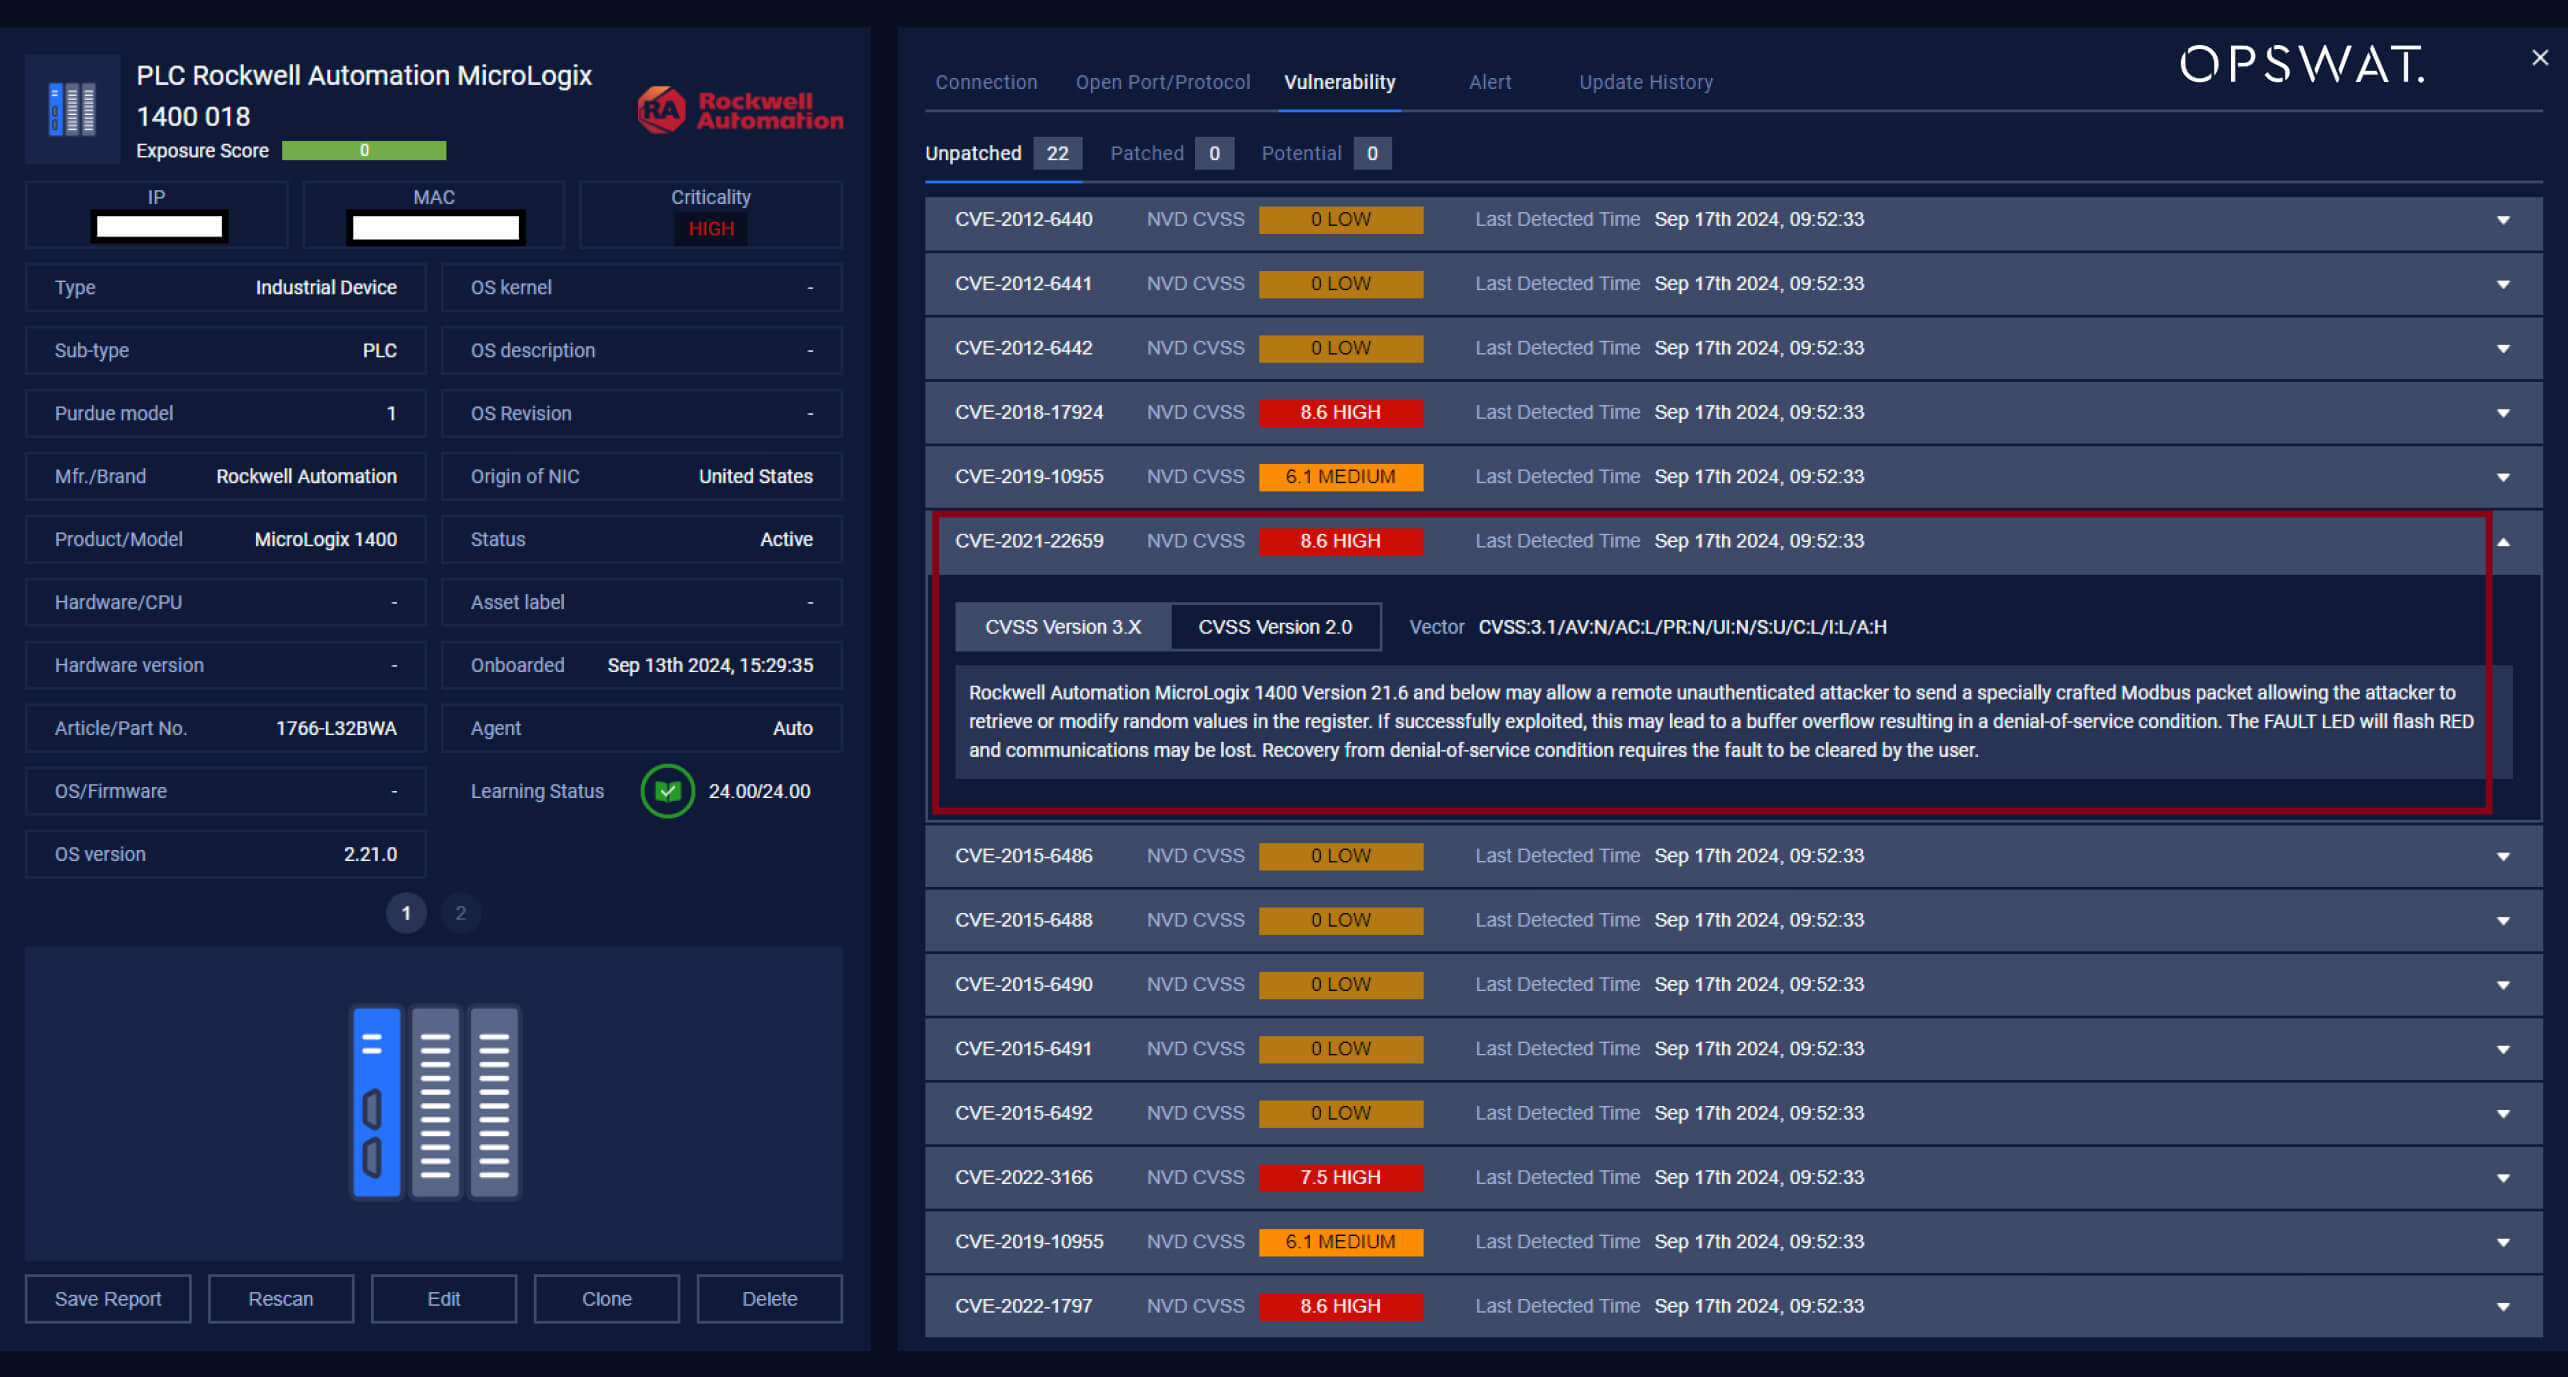 PLC Rockwell Automation MicroLogix
1400 018
Exposure Score 0
RA Rockwell
Automation
IP
MAC
Criticality
HIGH
Type Industrial Device
OS kernel -
Sub-type PLC
OS description -
Purdue model 1
OS Revision -
Mfr./Brand Rockwell Automation
Origin of NIC United States
Product/Model MicroLogix 1400
Status Active
Hardware/CPU -
Asset label -
Hardware version -
Onboarded Sep 13th 2024, 15:29:35
Article/Part No. 1766-L32BWA
Agent Auto
OS/Firmware -
Learning Status 24.00/24.00
OS version 2.21.0
1 2
Save Report Rescan Edit Clone Delete
OPSWAT.
Connection Open Port/Protocol Vulnerability Alert Update History
Unpatched 22 Patched 0 Potential 0
CVE-2012-6440 NVD CVSS 0 LOW Last Detected Time Sep 17th 2024, 09:52:33
CVE-2012-6441 NVD CVSS 0 LOW Last Detected Time Sep 17th 2024, 09:52:33
CVE-2012-6442 NVD CVSS 0 LOW Last Detected Time Sep 17th 2024, 09:52:33
CVE-2018-17924 NVD CVSS 8.6 HIGH Last Detected Time Sep 17th 2024, 09:52:33
CVE-2019-10955 NVD CVSS 6.1 MEDIUM Last Detected Time Sep 17th 2024, 09:52:33
CVE-2021-22659 NVD CVSS 8.6 HIGH Last Detected Time Sep 17th 2024, 09:52:33
CVSS Version 3.X CVSS Version 2.0 Vector CVSS:3.1/AV:N/AC:L/PR:N/UI:N/S:U/C:L/I:L/A:H
Rockwell Automation MicroLogix 1400 Version 21.6 and below may allow a remote unauthenticated attacker to send a specially crafted Modbus packet allowing the attacker to
retrieve or modify random values in the register. If successfully exploited, this may lead to a buffer overflow resulting in a denial-of-service condition. The FAULT LED will flash RED
and communications may be lost. Recovery from denial-of-service condition requires the fault to be cleared by the user.
CVE-2015-6486 NVD CVSS 0 LOW Last Detected Time Sep 17th 2024, 09:52:33
CVE-2015-6488 NVD CVSS 0 LOW Last Detected Time Sep 17th 2024, 09:52:33
CVE-2015-6490 NVD CVSS 0 LOW Last Detected Time Sep 17th 2024, 09:52:33
CVE-2015-6491 NVD CVSS 0 LOW Last Detected Time Sep 17th 2024, 09:52:33
CVE-2015-6492 NVD CVSS 0 LOW Last Detected Time Sep 17th 2024, 09:52:33
CVE-2022-3166 NVD CVSS 7.5 HIGH Last Detected Time Sep 17th 2024, 09:52:33
CVE-2019-10955 NVD CVSS 6.1 MEDIUM Last Detected Time Sep 17th 2024, 09:52:33
CVE-2022-1797 NVD CVSS 8.6 HIGH Last Detected Time Sep 17th 2024, 09:52:33